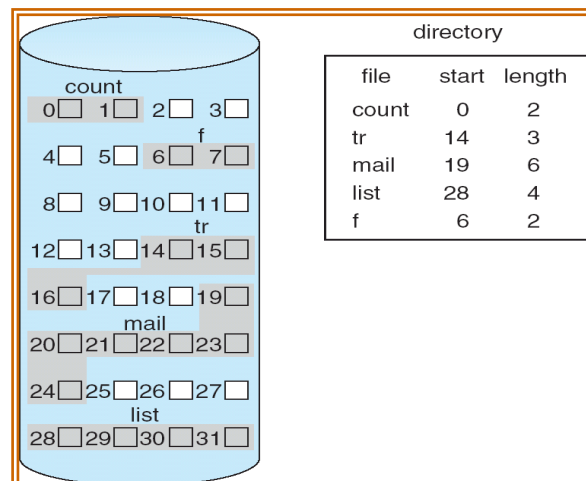 directory
file start length
count 0 2
tr 14 3
mail 19 6
list 28 4
f 6 2
count
0 1 2 3
f
4 5 6 7
8 9 10 11
tr
12 13 14 15
16 17 18 19
mail
20 21 22 23
24 25 26 27
list
28 29 30 31